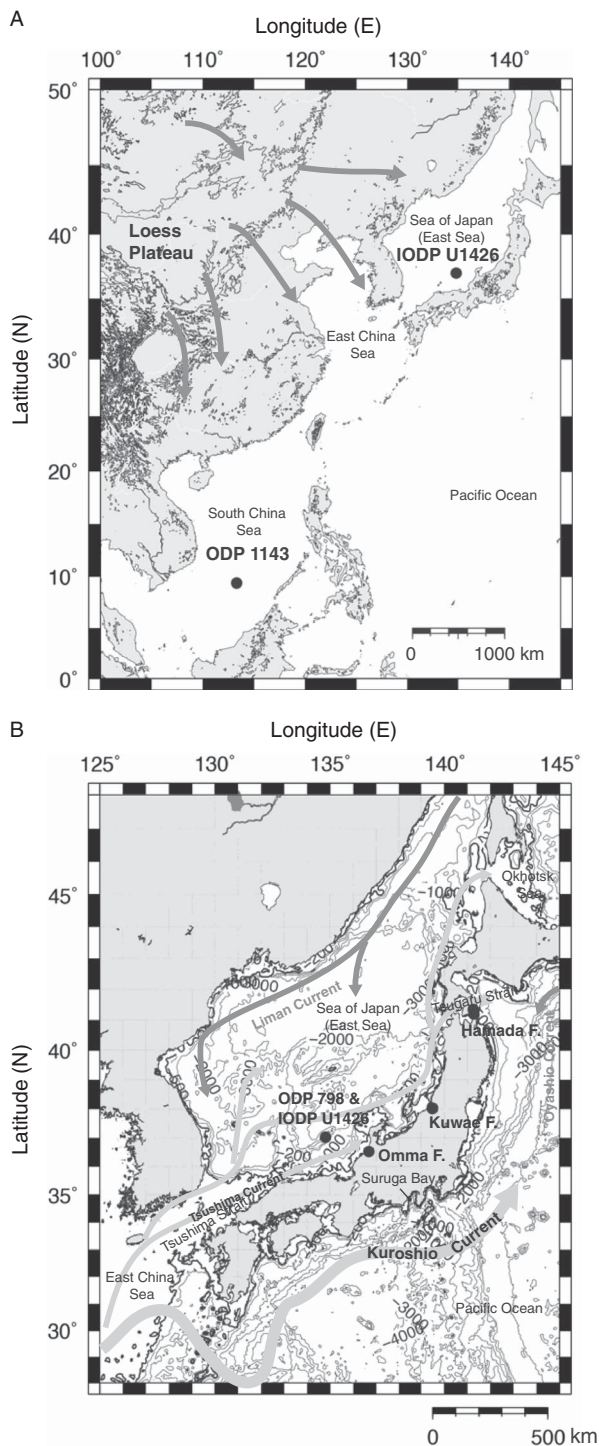 A
Longitude (E)
100° 110° 120° 130° 140°
50°
40°
30°
20°
10°
0°
Latitude (N)
Loess
Plateau
Sea of Japan
(East Sea)
IODP U1426
East China
Sea
Pacific Ocean
South China
Sea
ODP 1143
0 1000 km
B
Longitude (E)
125° 130° 135° 140° 145°
45°
40°
35°
30°
Latitude (N)
Okhotsk
Sea
−1000
−200
Liman Current
Sea of Japan
(East Sea)
−2000
Tsugaru Strait
Hamada F.
−3000
Oyashio Current
ODP 798 &
IODP U1426
Kuwae F.
Omma F.
Suruga Bay
Tsushima Current
Tsushima Strait
Kuroshio Current
East China
Sea
Pacific Ocean
−4000
0 500 km